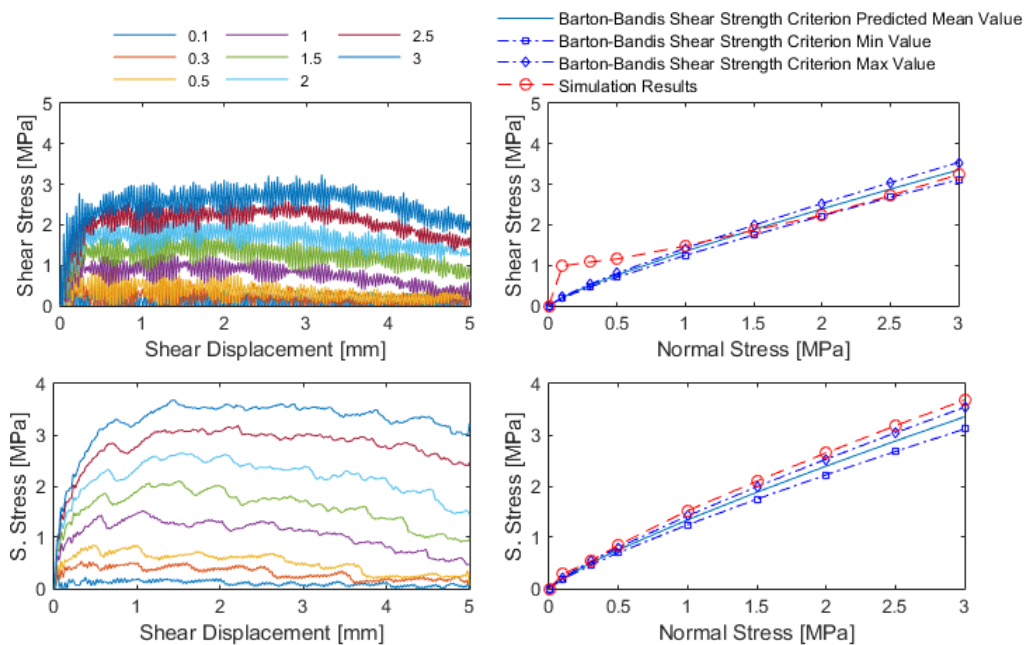 0.1 1 2.5
0.3 1.5 3
0.5 2
Barton-Bandis Shear Strength Criterion Predicted Mean Value
Barton-Bandis Shear Strength Criterion Min Value
Barton-Bandis Shear Strength Criterion Max Value
Simulation Results
Shear Stress [MPa]
5
4
3
2
1
0
0 1 2 3 4 5
Shear Displacement [mm]
Shear Stress [MPa]
5
4
3
2
1
0
0 0.5 1 1.5 2 2.5 3
Normal Stress [MPa]
S. Stress [MPa]
4
3
2
1
0
0 1 2 3 4 5
Shear Displacement [mm]
S. Stress [MPa]
4
3
2
1
0
0 0.5 1 1.5 2 2.5 3
Normal Stress [MPa]